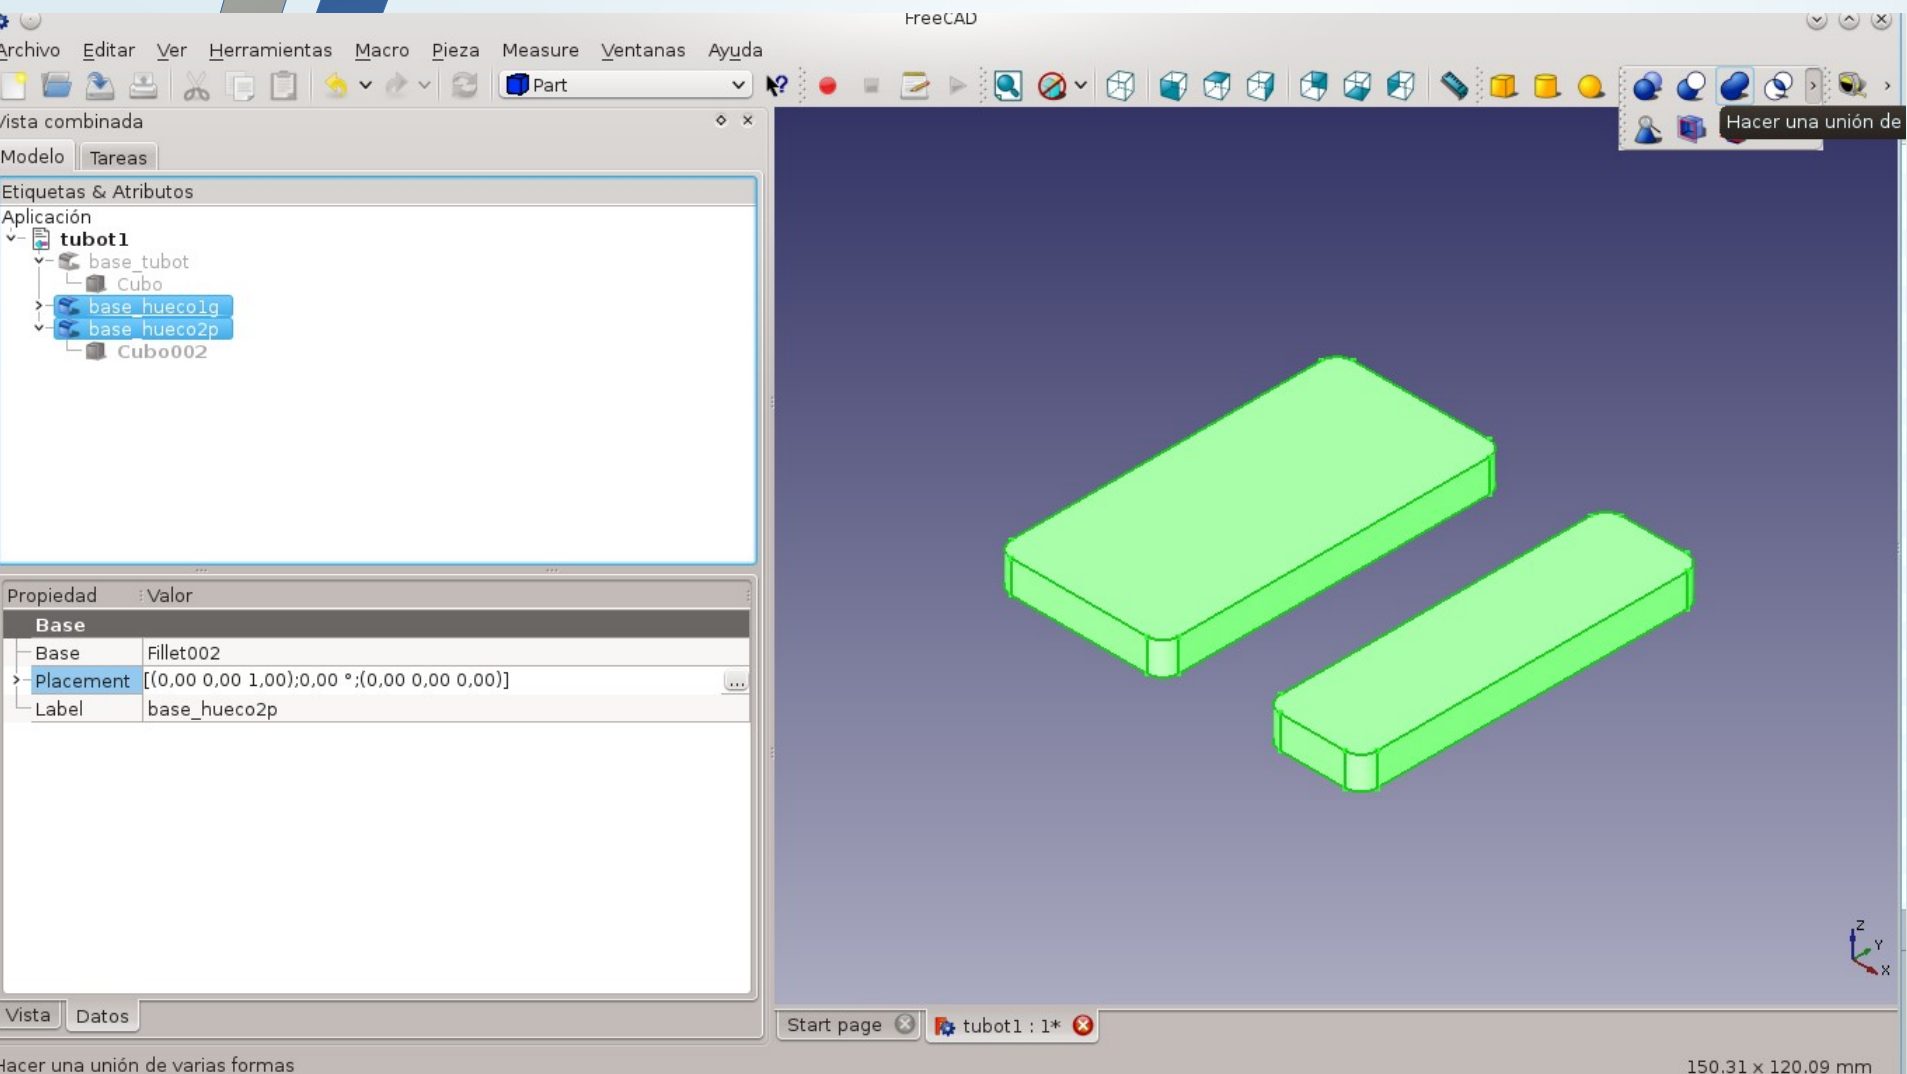 FreeCAD
Archivo Editar Ver Herramientas Macro Pieza Measure Ventanas Ayuda
Part
Vista combinada
Hacer una unión de
Modelo Tareas
Etiquetas & Atributos
Aplicación
tubot1
base_tubot
Cubo
base_hueco1g
base_hueco2p
Cubo002
Propiedad Valor
Base
Base Fillet002
Placement [(0,00 0,00 1,00);0,00 °;(0,00 0,00 0,00)] ...
Label base_hueco2p
Z
Y
X
Vista Datos
Start page tubot1 : 1*
Hacer una unión de varias formas
150.31 x 120.09 mm